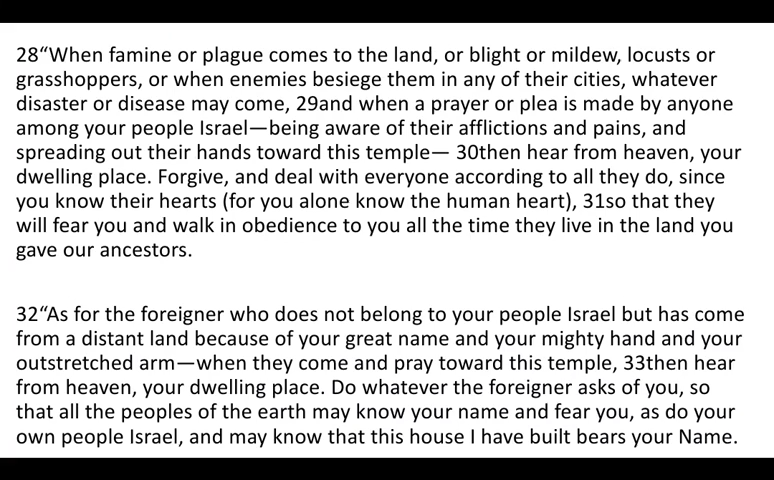 28“When famine or plague comes to the land, or blight or mildew, locusts or
grasshoppers, or when enemies besiege them in any of their cities, whatever
disaster or disease may come, 29and when a prayer or plea is made by anyone
among your people Israel—being aware of their afflictions and pains, and
spreading out their hands toward this temple— 30then hear from heaven, your
dwelling place. Forgive, and deal with everyone according to all they do, since
you know their hearts (for you alone know the human heart), 31so that they
will fear you and walk in obedience to you all the time they live in the land you
gave our ancestors.
32“As for the foreigner who does not belong to your people Israel but has come
from a distant land because of your great name and your mighty hand and your
outstretched arm—when they come and pray toward this temple, 33then hear
from heaven, your dwelling place. Do whatever the foreigner asks of you, so
that all the peoples of the earth may know your name and fear you, as do your
own people Israel, and may know that this house I have built bears your Name.